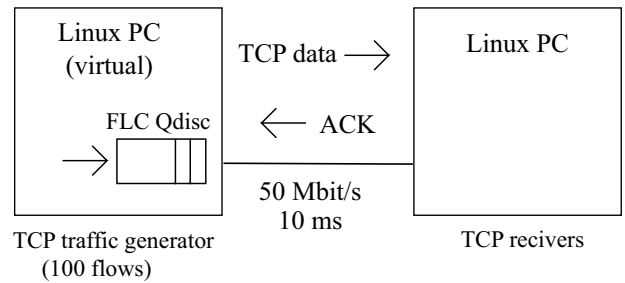 Linux PC
(virtual)
FLC Qdisc
TCP data
ACK
50 Mbit/s
10 ms
Linux PC
TCP traffic generator
(100 flows)
TCP recivers